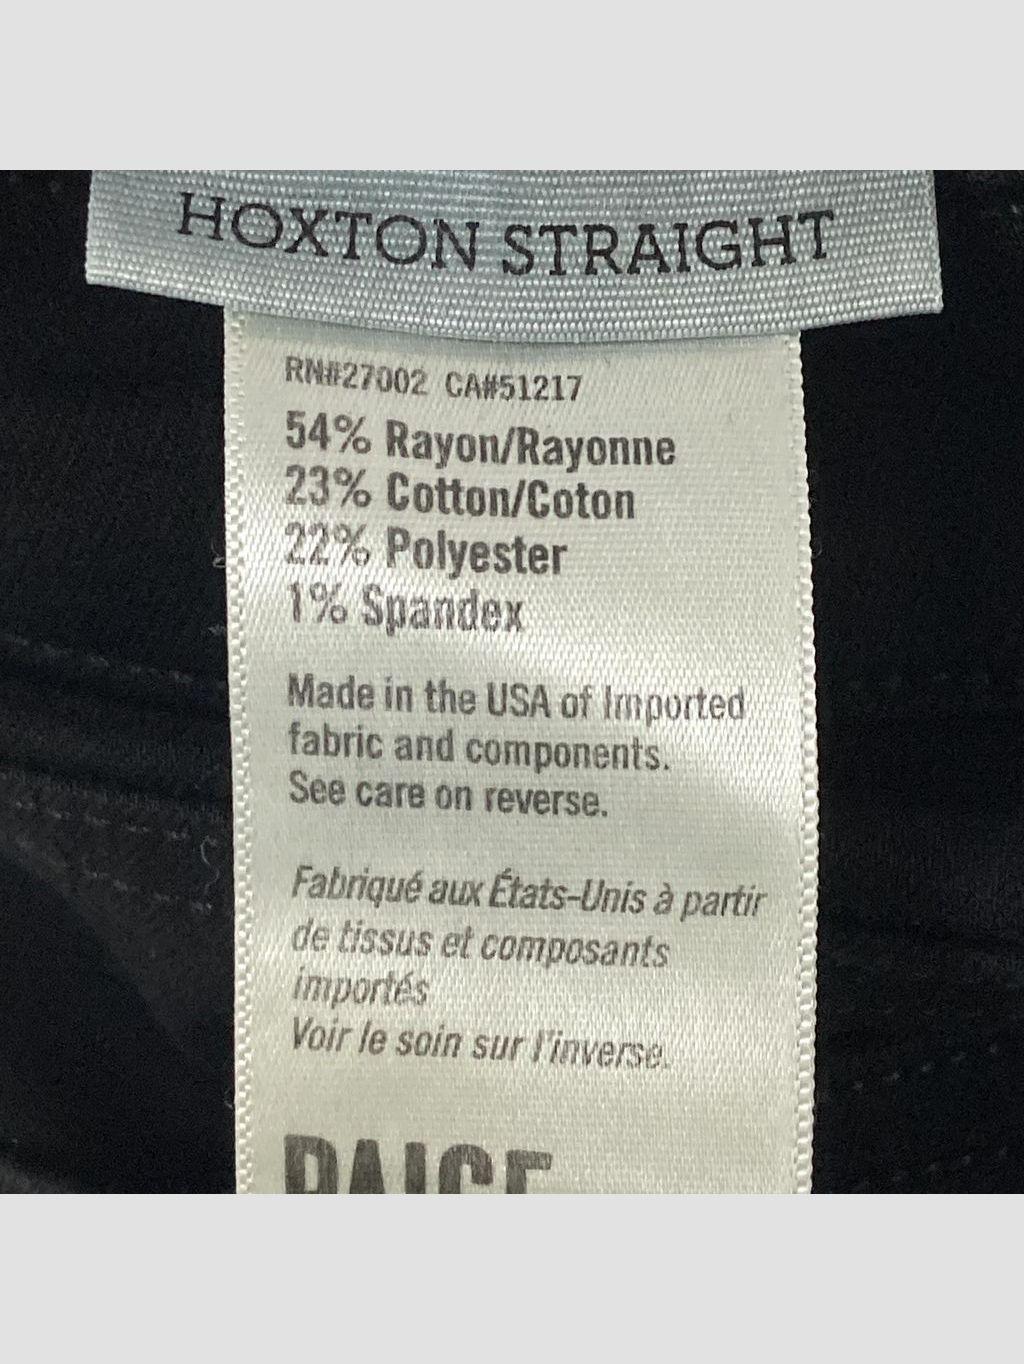 HOXTON STRAIGHT
RN#27002 CA#51217
54% Rayon/Rayonne
23% Cotton/Coton
22% Polyester
1% Spandex
Made in the USA of Imported
fabric and components.
See care on reverse.
Fabriqué aux États-Unis à partir
de tissus et composants
importés
Voir le soin sur l'inverse.
PAIGE